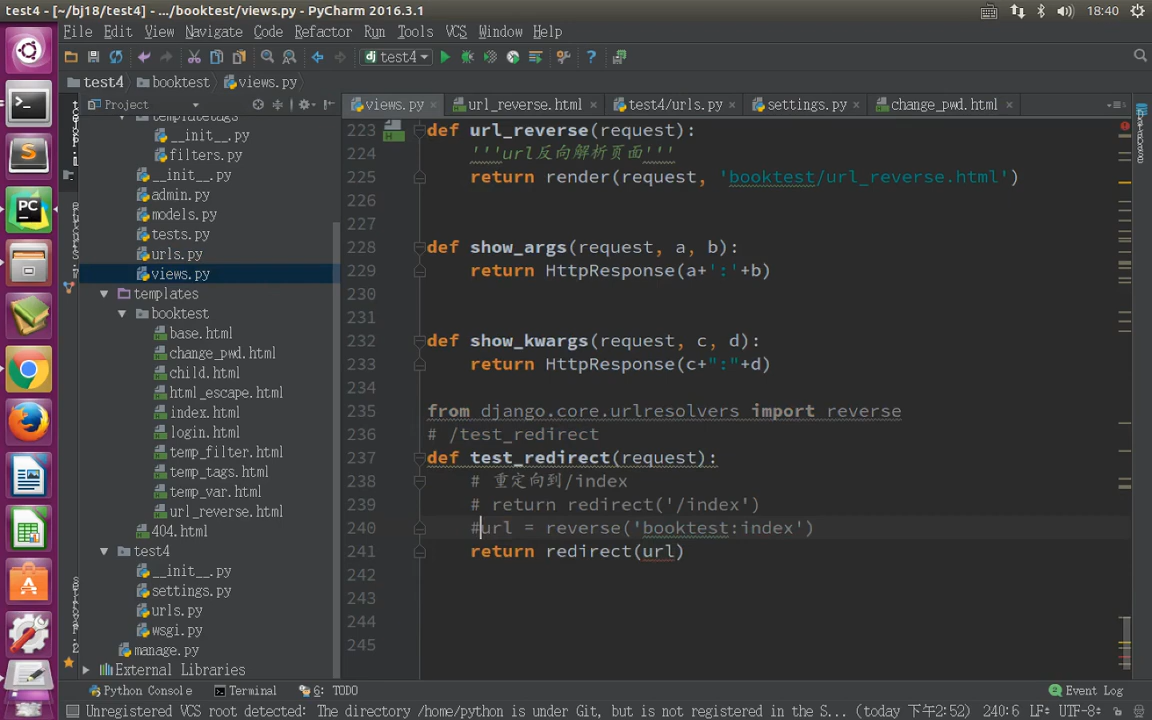 test4 - [~/bj18/test4] - .../booktest/views.py - PyCharm 2016.3.1
18:40
File Edit View Navigate Code Refactor Run Tools VCS Window Help
dj test4
test4 booktest views.py
Project
views.py url_reverse.html test4/urls.py settings.py change_pwd.html
templatetags
__init__.py
filters.py
__init__.py
admin.py
models.py
tests.py
urls.py
views.py
templates
booktest
base.html
change_pwd.html
child.html
html_escape.html
index.html
login.html
temp_filter.html
temp_tags.html
temp_var.html
url_reverse.html
404.html
test4
__init__.py
settings.py
urls.py
wsgi.py
manage.py
External Libraries
223 def url_reverse(request):
224 '''url反向解析页面'''
225 return render(request, 'booktest/url_reverse.html')
226
227
228 def show_args(request, a, b):
229 return HttpResponse(a+':'+b)
230
231
232 def show_kwargs(request, c, d):
233 return HttpResponse(c+":"+d)
234
235 from django.core.urlresolvers import reverse
236 # /test_redirect
237 def test_redirect(request):
238 # 重定向到/index
239 # return redirect('/index')
240 #url = reverse('booktest:index')
241 return redirect(url)
242
243
244
245
Python Console Terminal 6: TODO Event Log
Unregistered VCS root detected: The directory /home/python is under Git, but is not registered in the S... (today 下午2:52) 240:6 LF÷ UTF-8÷